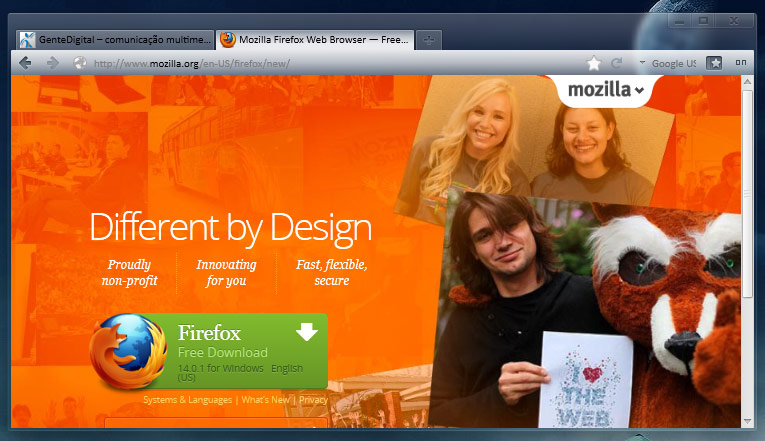 GenteDigital – comunicação multime...
Mozilla Firefox Web Browser — Free...
http://www.mozilla.org/en-US/firefox/new/
Google US
on
mozilla
Different by Design
Proudly non-profit
Innovating for you
Fast, flexible, secure
Firefox
Free Download
14.0.1 for Windows English
(US)
Systems & Languages | What's New | Privacy
I
THE
WEB